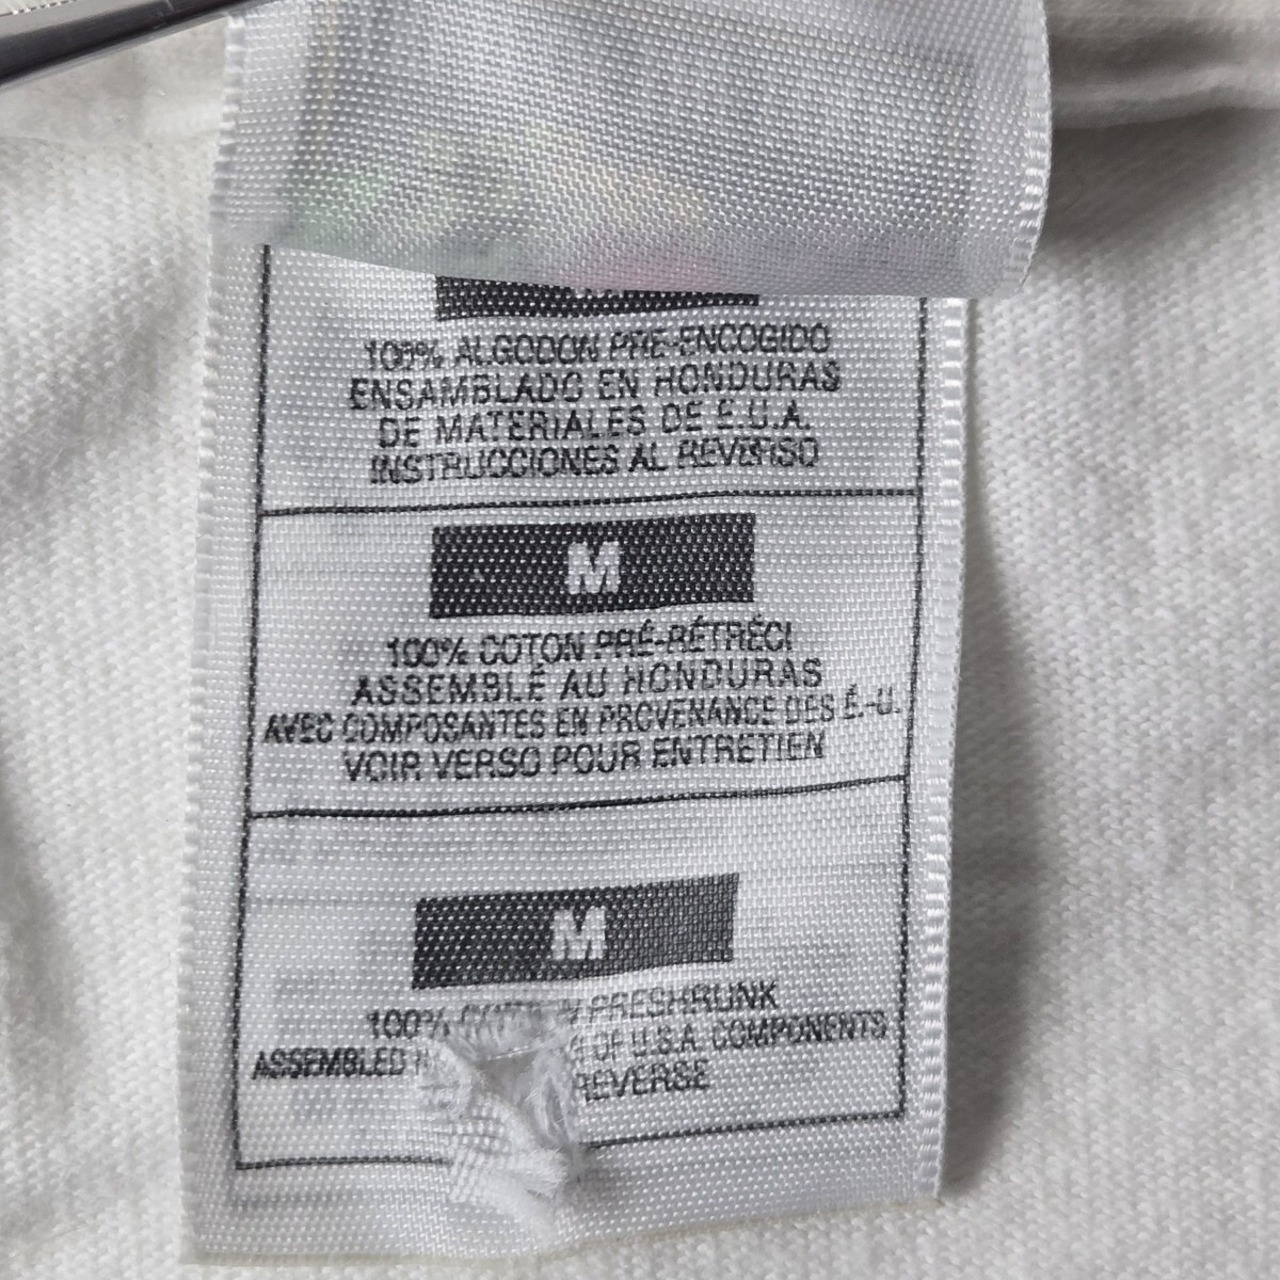 100% ALGODON PRE-ENCOGIDO
ENSAMBLADO EN HONDURAS
DE MATERIALES DE E.U.A.
INSTRUCCIONES AL REVERSO
M
100% COTON PRÉ-RÉTRÉCI
ASSEMBLÉ AU HONDURAS
AVEC COMPOSANTES EN PROVENANCE DES É.-U.
VOIR VERSO POUR ENTRETIEN
M
100% COTTON PRESHRUNK
ASSEMBLED OF U.S.A. COMPONENTS
REVERSE